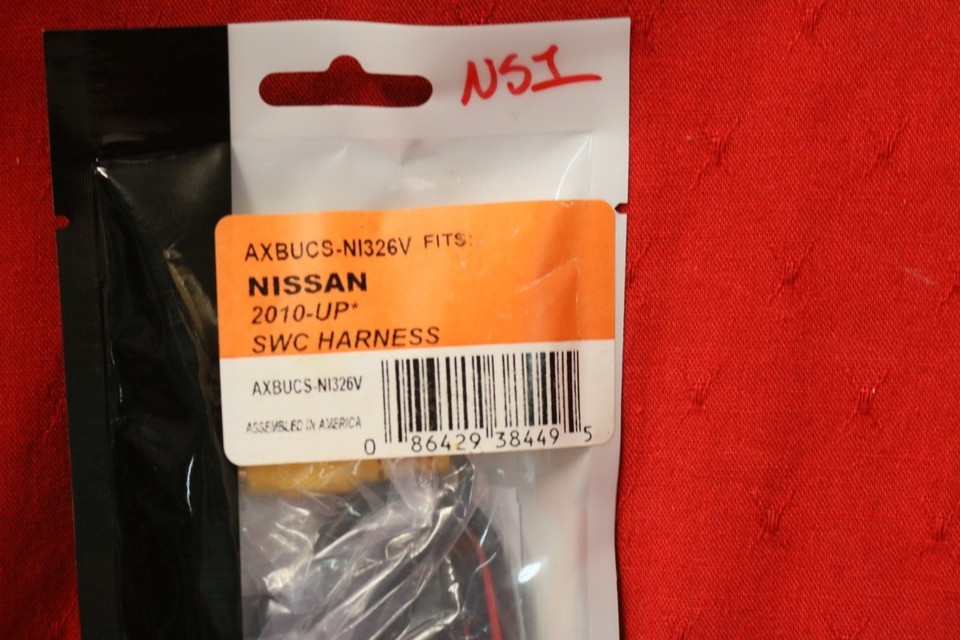 NSI
AXBUCS-NI326V FITS:
NISSAN
2010-UP*
SWC HARNESS
AXBUCS-NI326V
ASSEMBLED IN AMERICA
0 86429 38449 5